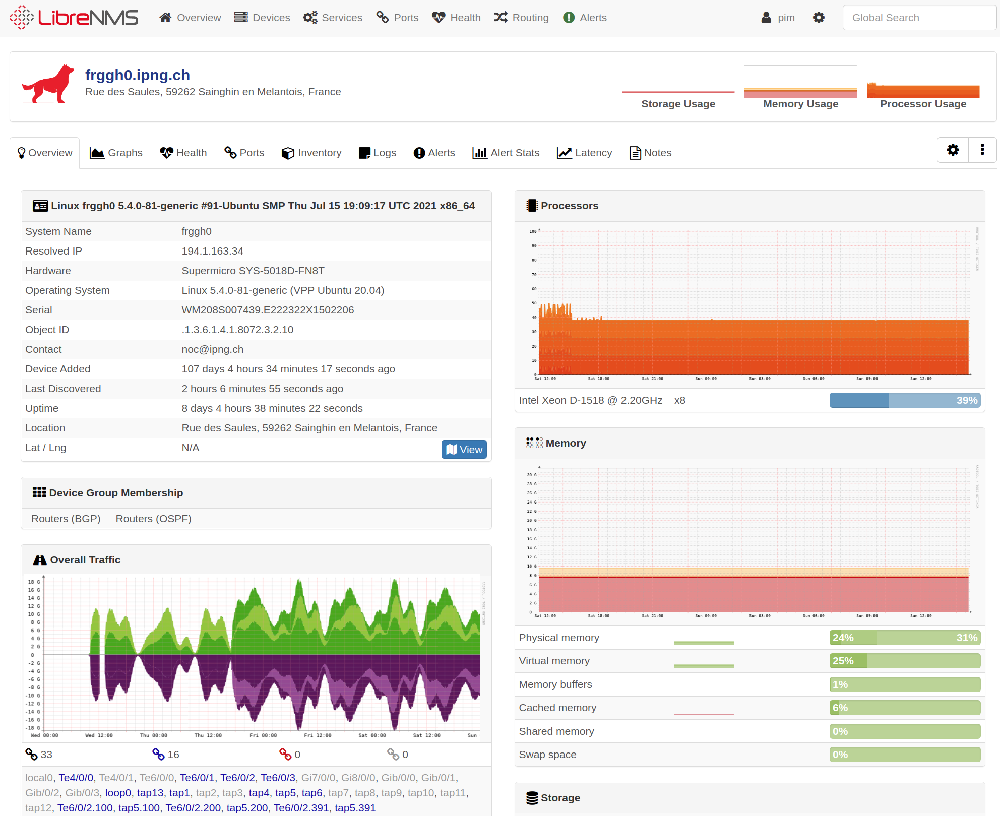 LibreNMS Overview Devices Services Ports Health Routing Alerts pim Global Search
frggh0.ipng.ch
Rue des Saules, 59262 Sainghin en Melantois, France
Storage Usage Memory Usage Processor Usage
Overview Graphs Health Ports Inventory Logs Alerts Alert Stats Latency Notes
Linux frggh0 5.4.0-81-generic #91-Ubuntu SMP Thu Jul 15 19:09:17 UTC 2021 x86_64
System Name frggh0
Resolved IP 194.1.163.34
Hardware Supermicro SYS-5018D-FN8T
Operating System Linux 5.4.0-81-generic (VPP Ubuntu 20.04)
Serial WM208S007439.E222322X1502206
Object ID .1.3.6.1.4.1.8072.3.2.10
Contact noc@ipng.ch
Device Added 107 days 4 hours 34 minutes 17 seconds ago
Last Discovered 2 hours 6 minutes 55 seconds ago
Uptime 8 days 4 hours 38 minutes 22 seconds
Location Rue des Saules, 59262 Sainghin en Melantois, France
Lat / Lng N/A View
Device Group Membership
Routers (BGP) Routers (OSPF)
Overall Traffic
18 G
16 G
14 G
12 G
10 G
8 G
6 G
4 G
2 G
0
-2 G
-4 G
-6 G
-8 G
-10 G
-12 G
-14 G
-16 G
-18 G
Wed 00:00 Wed 12:00 Thu 00:00 Thu 12:00 Fri 00:00 Fri 12:00 Sat 00:00 Sat 12:00 Sun
RRDTOOL / TOBI OETIKER
33 16 0 0
local0, Te4/0/0, Te4/0/1, Te6/0/0, Te6/0/1, Te6/0/2, Te6/0/3, Gi7/0/0, Gi8/0/0, Gib/0/0, Gib/0/1,
Gib/0/2, Gib/0/3, loop0, tap13, tap1, tap2, tap3, tap4, tap5, tap6, tap7, tap8, tap9, tap10, tap11,
tap12, Te6/0/2.100, tap5.100, Te6/0/2.200, tap5.200, Te6/0/2.391, tap5.391
Processors
100
90
80
70
60
50
40
30
20
10
0
Sat 15:00 Sat 18:00 Sat 21:00 Sun 00:00 Sun 03:00 Sun 06:00 Sun 09:00 Sun 12:00
RRDTOOL / TOBI OETIKER
Intel Xeon D-1518 @ 2.20GHz x8 39%
Memory
30 G
28 G
26 G
24 G
22 G
20 G
18 G
16 G
14 G
12 G
10 G
8 G
6 G
4 G
2 G
0
Sat 15:00 Sat 18:00 Sat 21:00 Sun 00:00 Sun 03:00 Sun 06:00 Sun 09:00 Sun 12:00
RRDTOOL / TOBI OETIKER
Physical memory 24% 31%
Virtual memory 25%
Memory buffers 1%
Cached memory 6%
Shared memory 0%
Swap space 0%
Storage